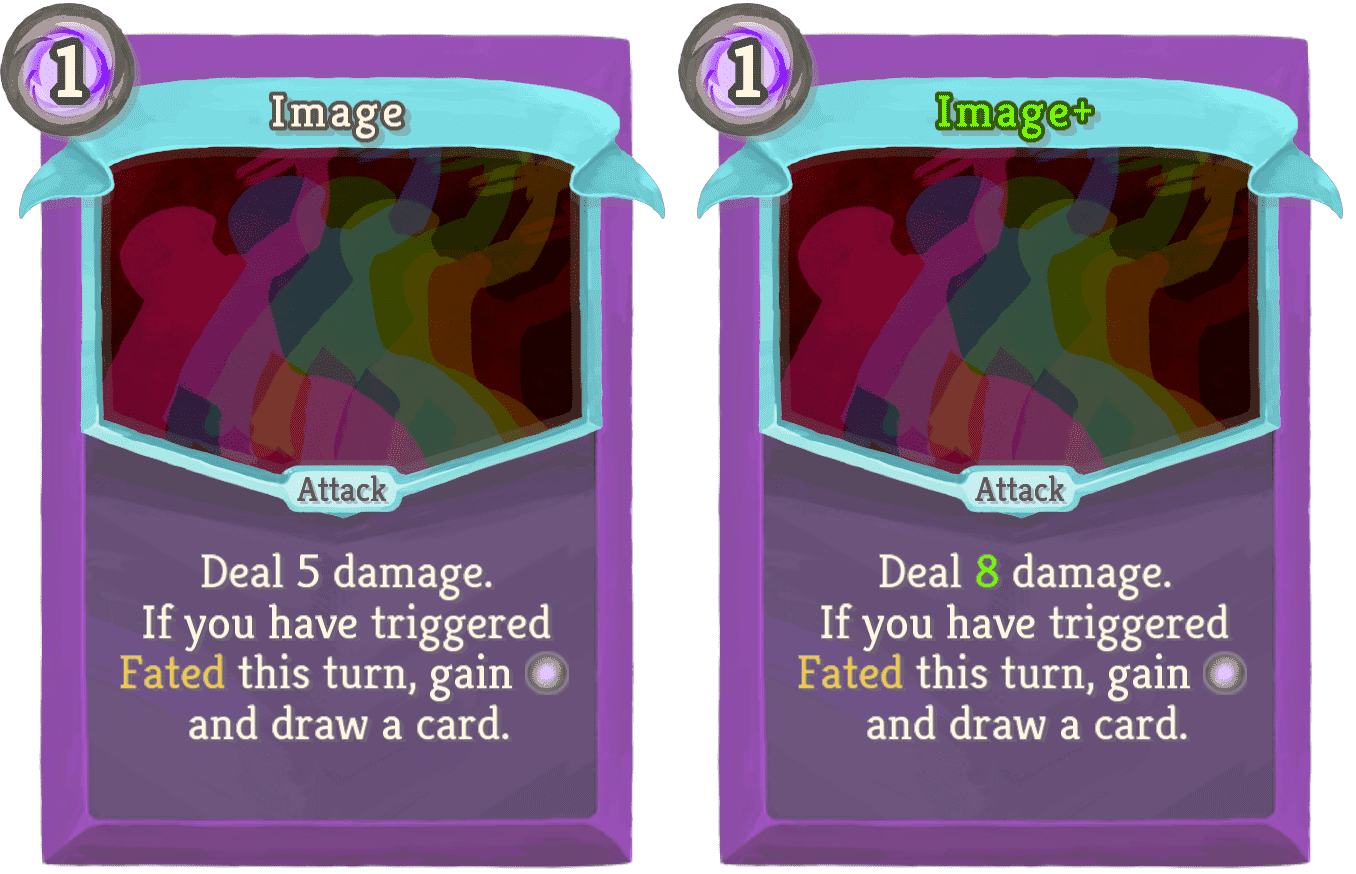 1
Image
Attack
Deal 5 damage.
If you have triggered
Fated this turn, gain
and draw a card.
1
Image+
Attack
Deal 8 damage.
If you have triggered
Fated this turn, gain
and draw a card.